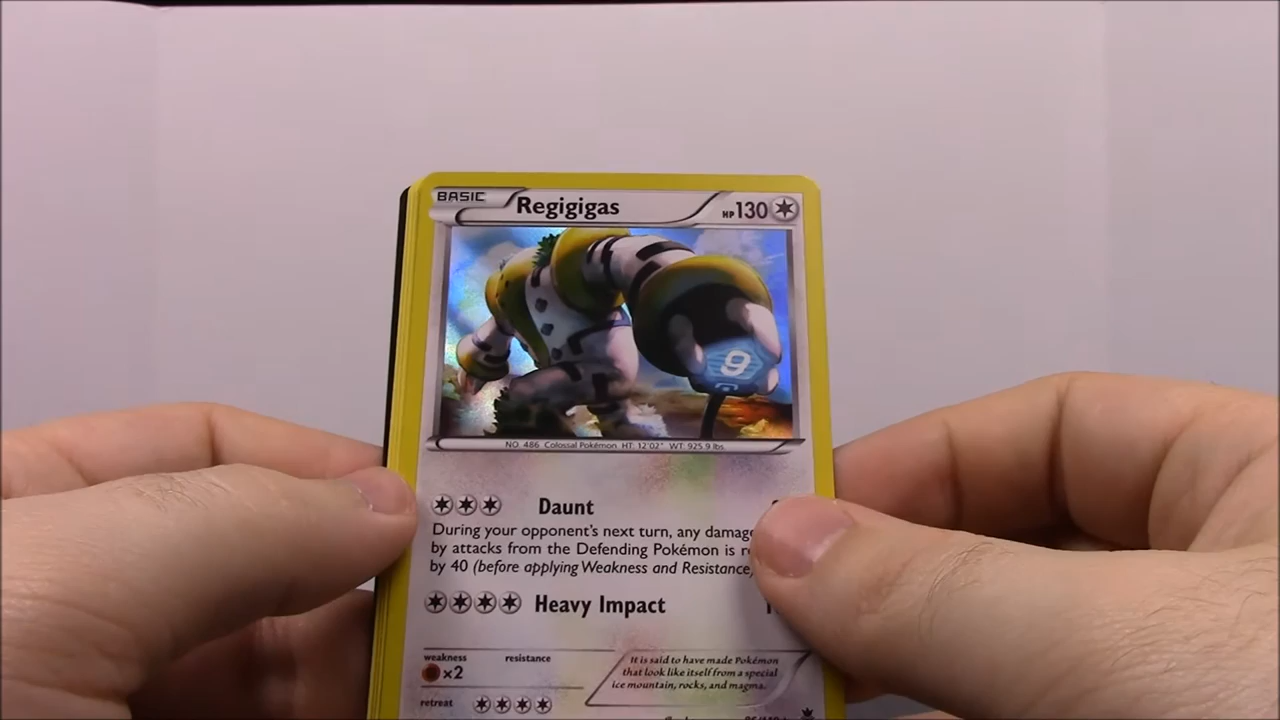 BASIC
Regigigas
HP 130
9
NO. 486 Colossal Pokémon HT: 12'02" WT: 925.9 lbs.
Daunt
During your opponent's next turn, any damage
by attacks from the Defending Pokémon is
by 40 (before applying Weakness and Resistance)
Heavy Impact
weakness resistance
×2
It is said to have made Pokémon
that look like itself from a special
ice mountain, rocks, and magma.
retreat